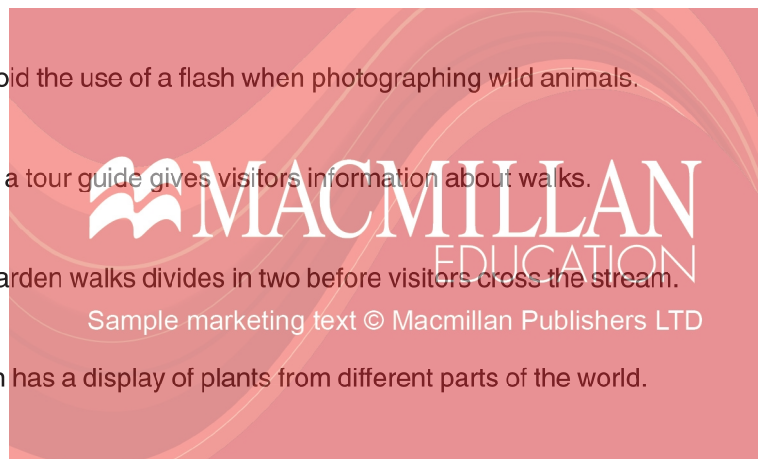 oid the use of a flash when photographing wild animals.
a tour guide gives visitors information about walks.
MACMILLAN
EDUCATION
arden walks divides in two before visitors cross the stream.
Sample marketing text © Macmillan Publishers LTD
has a display of plants from different parts of the world.